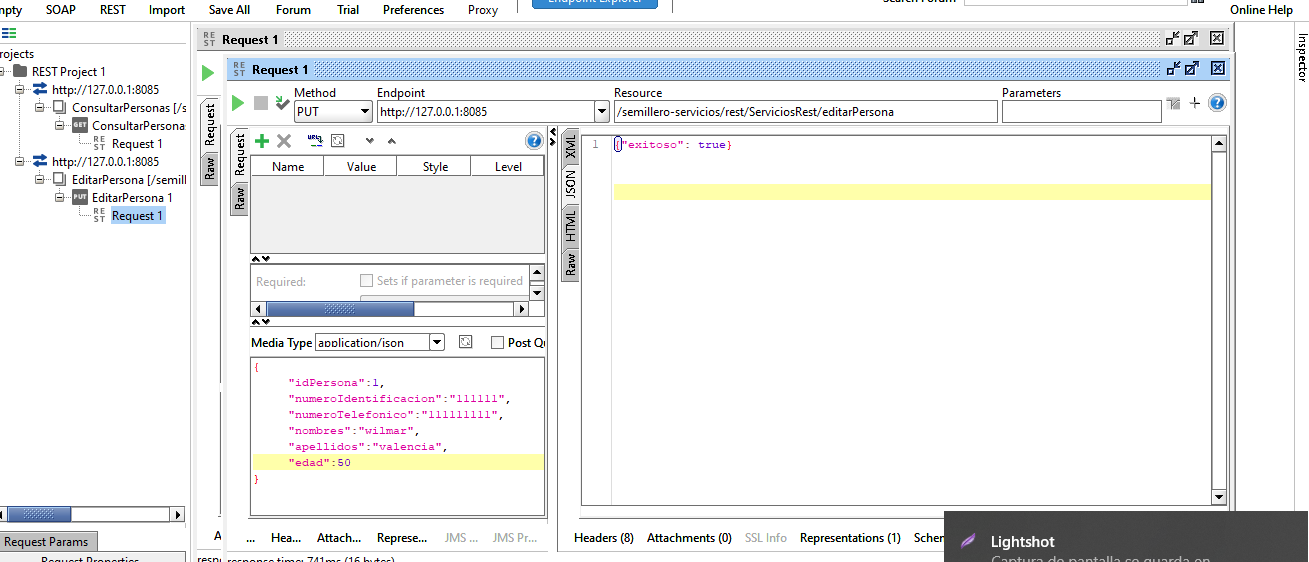 mpty SOAP REST Import Save All Forum Trial Preferences Proxy Endpoint Explorer Search Forum Online Help
rojects
REST Project 1
http://127.0.0.1:8085
ConsultarPersonas [/s
GET ConsultarPersona
REST Request 1
http://127.0.0.1:8085
EditarPersona [/semill
PUT EditarPersona 1
REST Request 1
Request Params
Request Properties
REST Request 1
Request
Raw
REST Request 1
Method Endpoint Resource Parameters
PUT http://127.0.0.1:8085 /semillero-servicios/rest/ServiciosRest/editarPersona
Request
Raw
Name Value Style Level
Required: Sets if parameter is required
Media Type application/json Post Qu
{
"idPersona":1,
"numeroIdentificacion":"111111",
"numeroTelefonico":"111111111",
"nombres":"wilmar",
"apellidos":"valencia",
"edad":50
}
A ... Hea... Attach... Represe... JMS ... JMS Pr...
respo response time: 741ms (16 bytes)
XML
JSON
HTML
Raw
1 {"exitoso": true}
Headers (8) Attachments (0) SSL Info Representations (1) Schem
Inspector
Lightshot
Captura de pantalla se guarda en